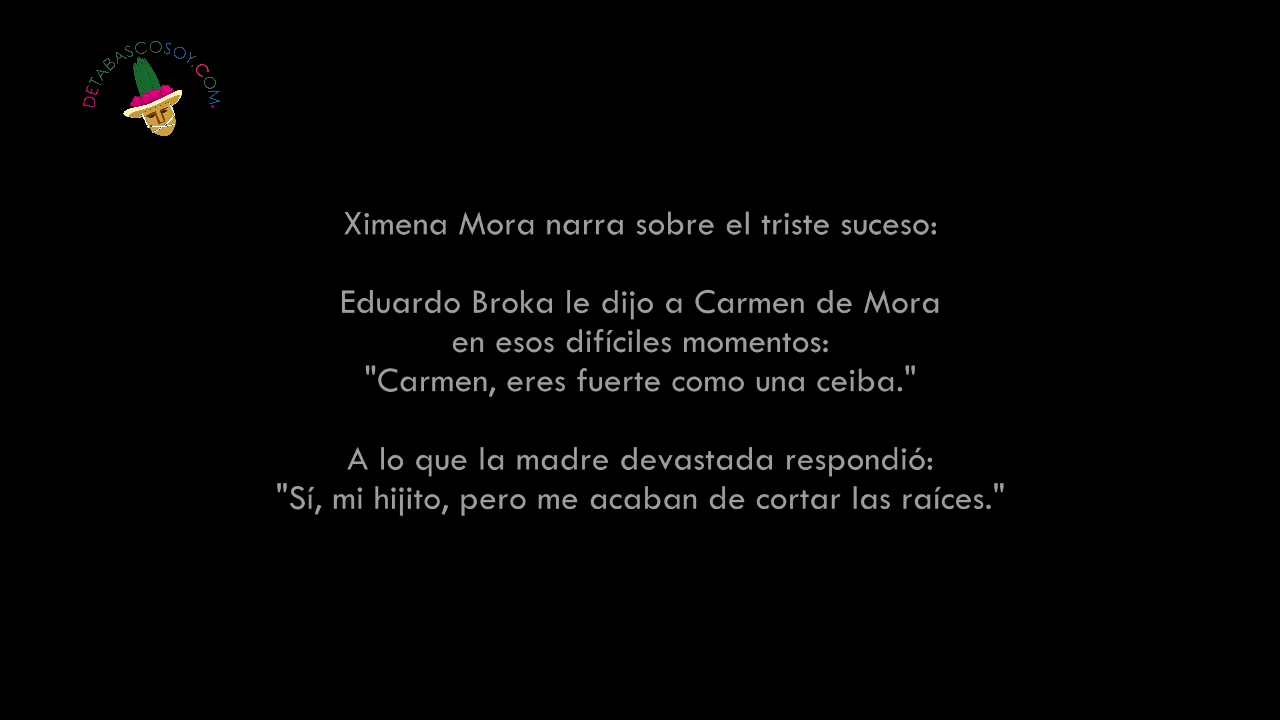 DETABASCOSOY.COM.
Ximena Mora narra sobre el triste suceso:
Eduardo Broka le dijo a Carmen de Mora
en esos difíciles momentos:
"Carmen, eres fuerte como una ceiba."
A lo que la madre devastada respondió:
"Sí, mi hijito, pero me acaban de cortar las raíces."